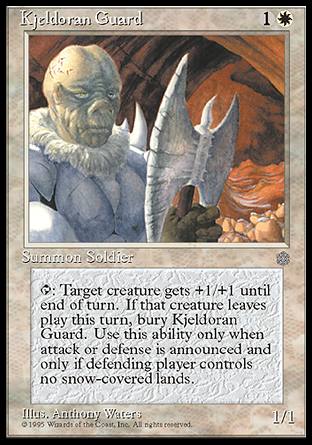 Kjeldoran Guard 1
Summon Soldier
: Target creature gets +1/+1 until
end of turn. If that creature leaves
play this turn, bury Kjeldoran
Guard. Use this ability only when
attack or defense is announced and
only if defending player controls
no snow-covered lands.
Illus. Anthony Waters 1/1
©1995 Wizards of the Coast, Inc. All rights reserved.